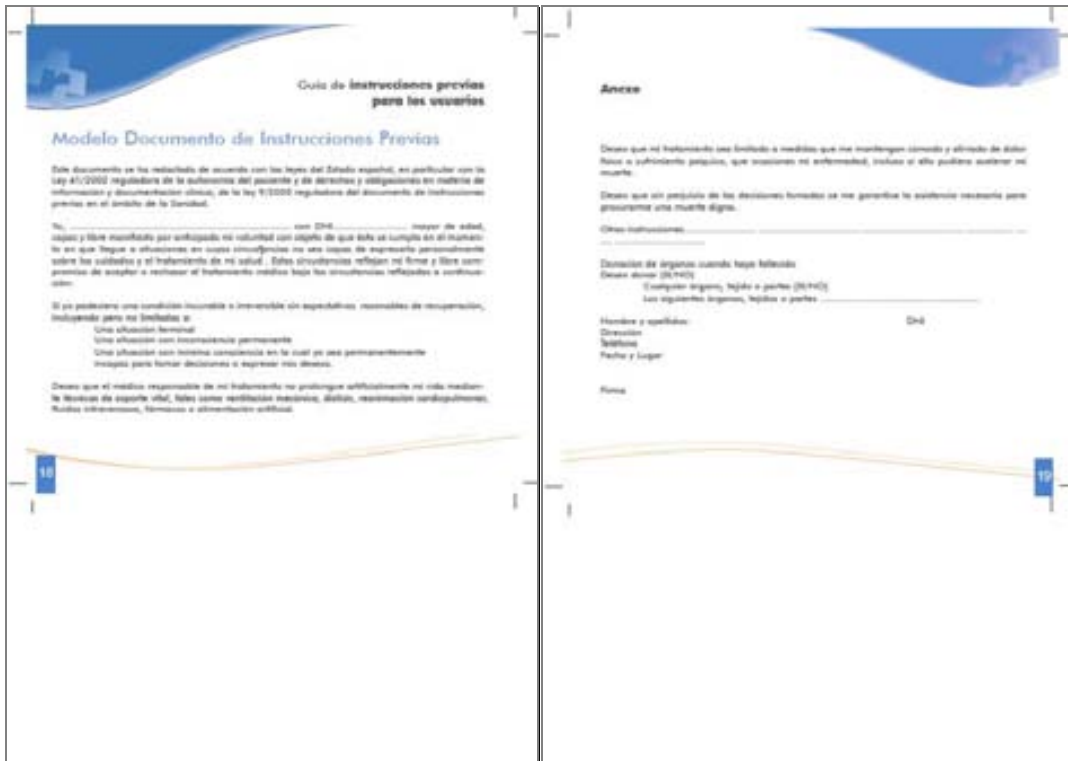 Guía de instrucciones previas
para los usuarios
Modelo Documento de Instrucciones Previas
Este documento se ha redactado de acuerdo con las leyes del Estado español, en particular con la
Ley 41/2002 reguladora de la autonomía del paciente y de derechos y obligaciones en materia de
información y documentación clínica, de la ley 9/2005 reguladora del documento de instrucciones
previas en el ámbito de la Sanidad.
Yo, ........................ con DNI.................. mayor de edad,
capaz y libre manifiesto por anticipado mi voluntad con objeto de que ésta se cumpla en el momen-
to en que llegue a situaciones en cuyas circunstancias no sea capaz de expresarla personalmente
sobre los cuidados y el tratamiento de mi salud. Estas circunstancias reflejan mi firme y libre com-
promiso de aceptar o rechazar el tratamiento médico bajo las circunstancias reflejadas a continua-
ción:
Si yo padeciera una condición incurable o irreversible sin expectativas razonables de recuperación,
incluyendo pero no limitadas a:
Una situación terminal
Una situación con inconsciencia permanente
Una situación con mínima consciencia en la cual yo sea permanentemente
incapaz para tomar decisiones o expresar mis deseos.
Deseo que el médico responsable de mi tratamiento no prolongue artificialmente mi vida median-
te técnicas de soporte vital, tales como ventilación mecánica, diálisis, reanimación cardiopulmonar,
fluidos intravenosos, fármacos o alimentación artificial.
18
Anexo
Deseo que mi tratamiento sea limitado a medidas que me mantengan cómodo y aliviado de dolor
físico o sufrimiento psíquico, que ocasiones mi enfermedad, incluso si ello pudiera acelerar mi
muerte.
Deseo que sin perjuicio de las decisiones tomadas se me garantice la asistencia necesaria para
procurarme una muerte digna.
Otras instrucciones........................
Donación de órganos cuando haya fallecido
Deseo donar (SI/NO)
Cualquier órgano, tejido o partes (SI/NO)
Los siguientes órganos, tejidos o partes ........................
Nombre y apellidos: DNI
Dirección
Teléfono
Fecha y Lugar
Firma
19